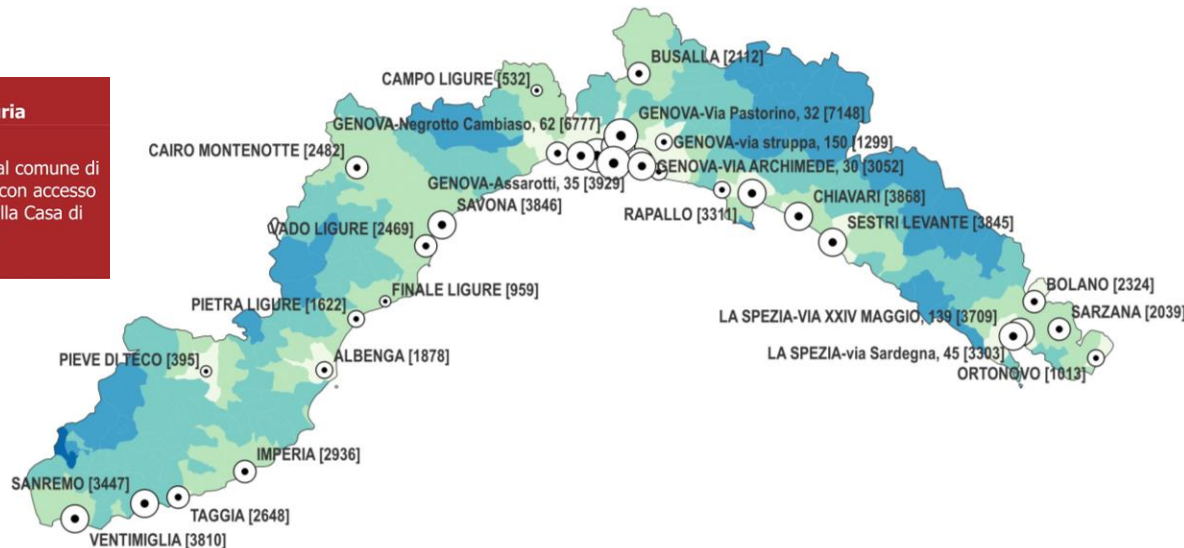 ria
al comune di
con accesso
lla Casa di
BUSALLA [2112]
CAMPO LIGURE [532]
GENOVA-Via Pastorino, 32 [7148]
GENOVA-Negrotto Cambiaso, 62 [6777]
GENOVA-via struppa, 150 [1299]
CAIRO MONTENOTTE [2482]
GENOVA-VIA ARCHIMEDE, 30 [3052]
GENOVA-Assarotti, 35 [3929]
CHIAVARI [3868]
SAVONA [3846]
RAPALLO [3311]
SESTRI LEVANTE [3845]
VADO LIGURE [2469]
BOLANO [2324]
FINALE LIGURE [959]
PIETRA LIGURE [1622]
SARZANA [2039]
LA SPEZIA-VIA XXIV MAGGIO, 139 [3709]
LA SPEZIA-via Sardegna, 45 [3303]
PIEVE DI TECO [395]
ALBENGA [1878]
ORTONOVO [1013]
IMPERIA [2936]
SANREMO [3447]
TAGGIA [2648]
VENTIMIGLIA [3810]